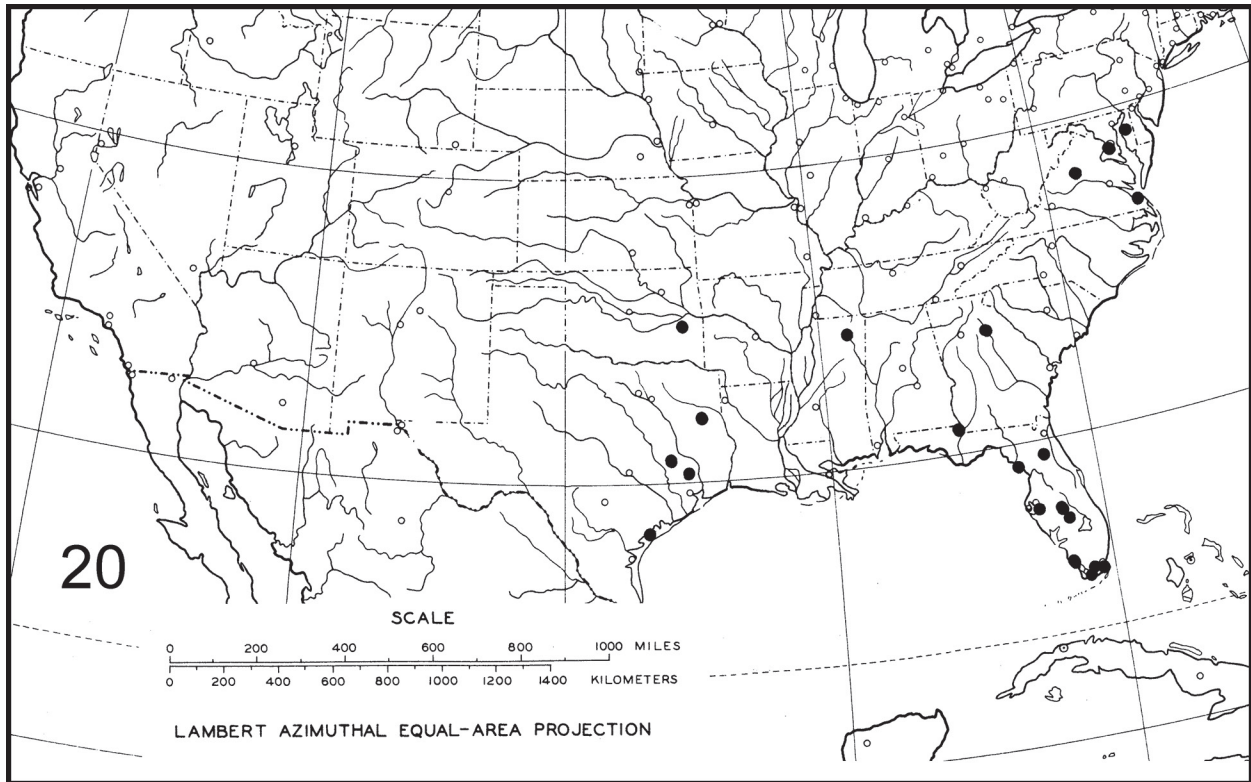 20
SCALE
0 200 400 600 800 1000 MILES
0 200 400 600 800 1000 1200 1400 KILOMETERS
LAMBERT AZIMUTHAL EQUAL-AREA PROJECTION